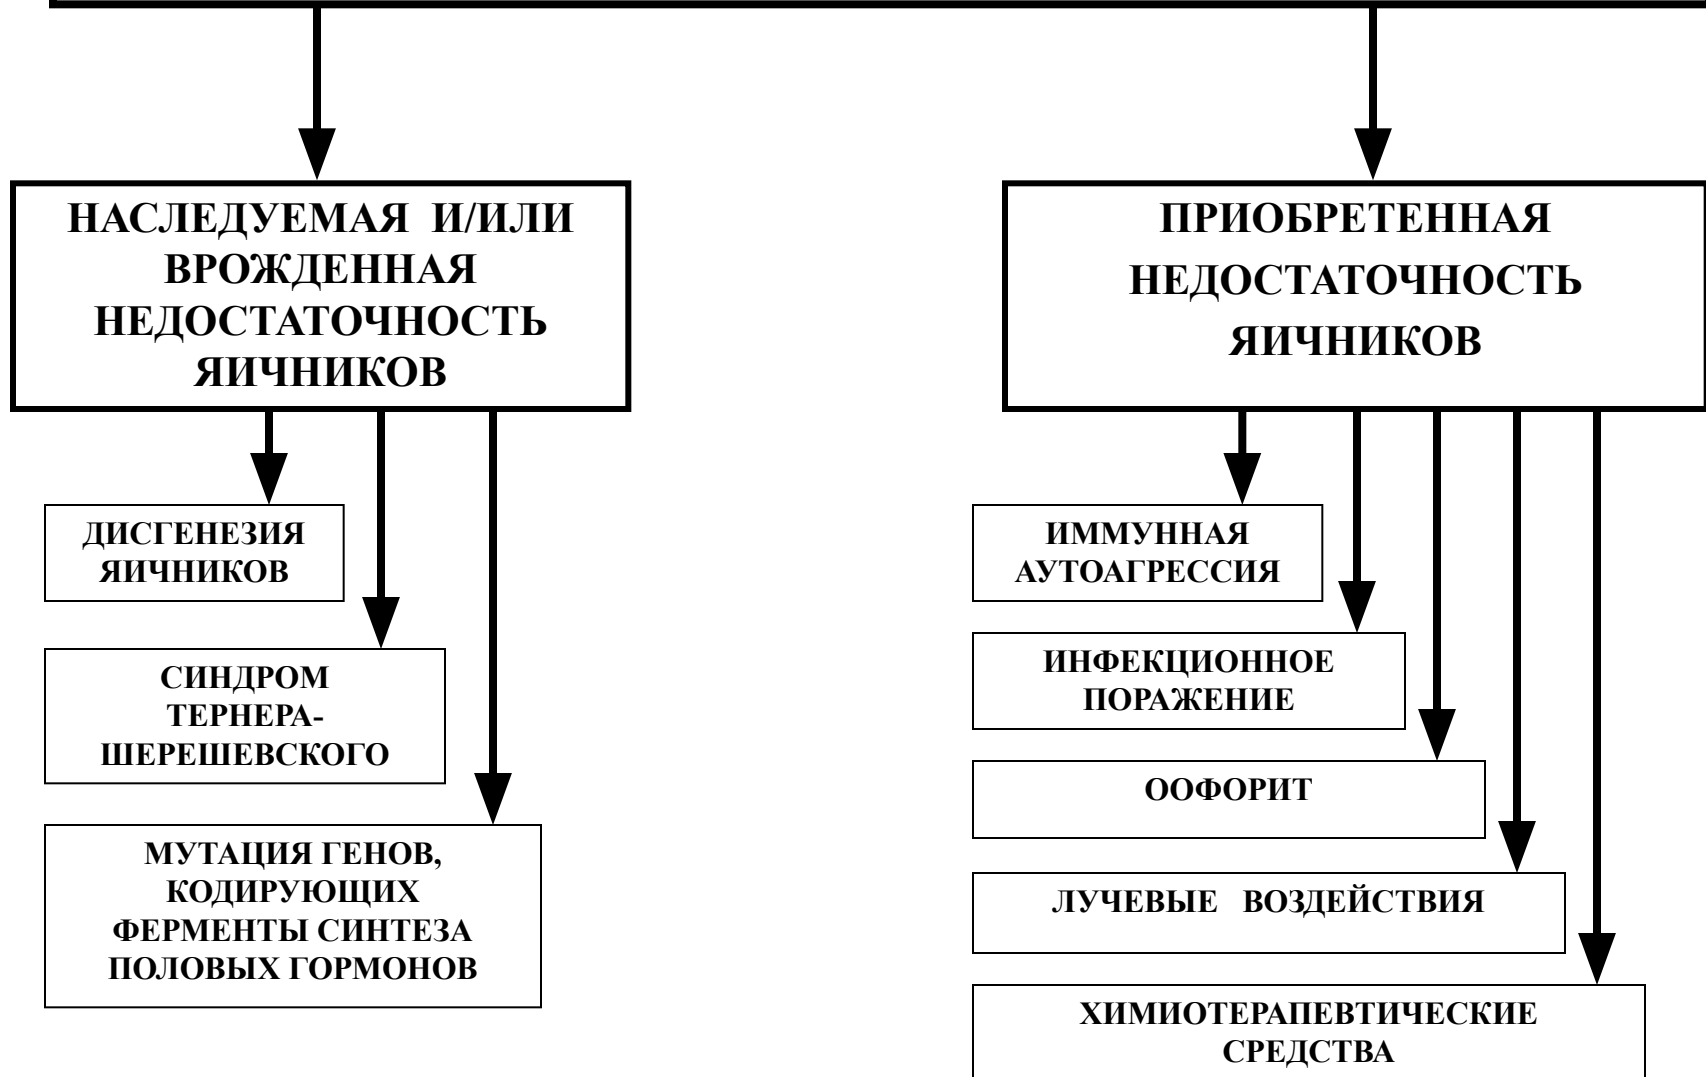 НАСЛЕДУЕМАЯ И/ИЛИ
ВРОЖДЕННАЯ
НЕДОСТАТОЧНОСТЬ
ЯИЧНИКОВ
ПРИОБРЕТЕННАЯ
НЕДОСТАТОЧНОСТЬ
ЯИЧНИКОВ
ДИСГЕНЕЗИЯ
ЯИЧНИКОВ
СИНДРОМ
ТЕРНЕРА-
ШЕРЕШЕВСКОГО
МУТАЦИЯ ГЕНОВ,
КОДИРУЮЩИХ
ФЕРМЕНТЫ СИНТЕЗА
ПОЛОВЫХ ГОРМОНОВ
ИММУННАЯ
АУТОАГРЕССИЯ
ИНФЕКЦИОННОЕ
ПОРАЖЕНИЕ
ООФОРИТ
ЛУЧЕВЫЕ ВОЗДЕЙСТВИЯ
ХИМИОТЕРАПЕВТИЧЕСКИЕ
СРЕДСТВА